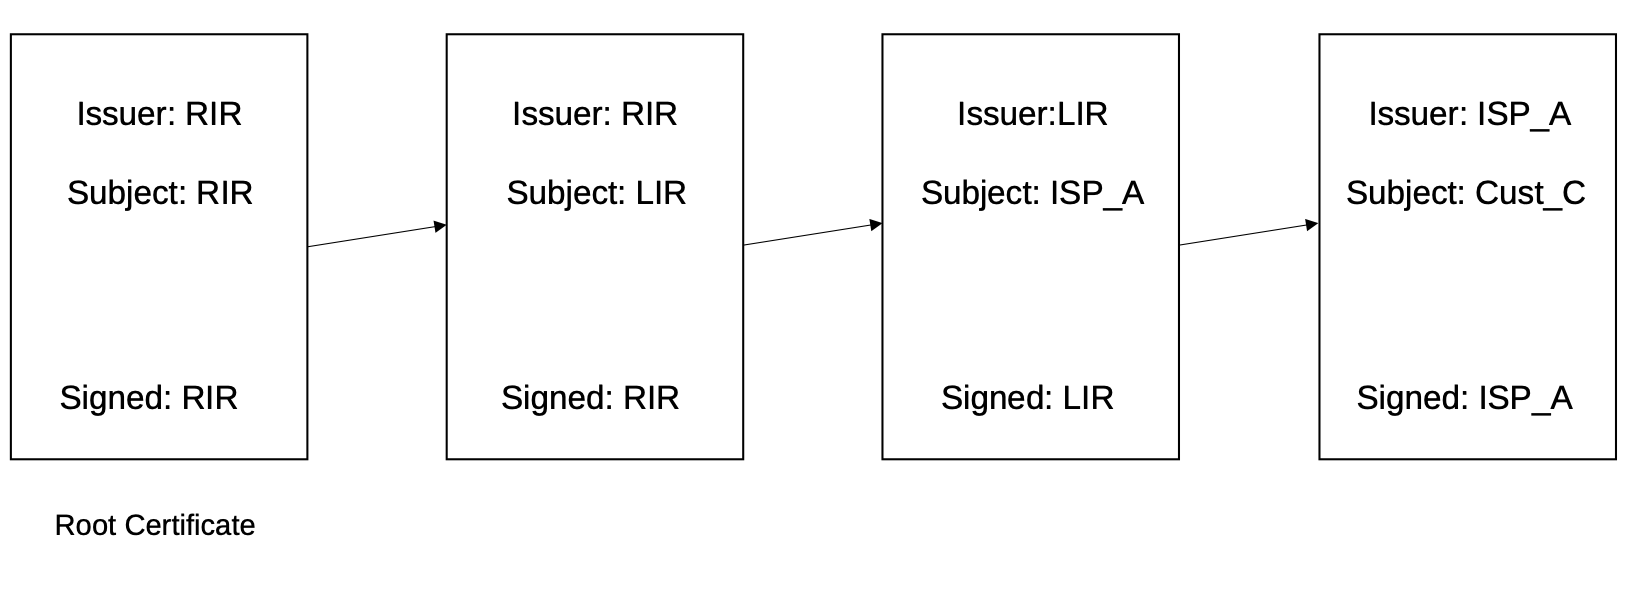 Issuer: RIR
Subject: RIR
Signed: RIR
Issuer: RIR
Subject: LIR
Signed: RIR
Issuer:LIR
Subject: ISP_A
Signed: LIR
Issuer: ISP_A
Subject: Cust_C
Signed: ISP_A
Root Certificate